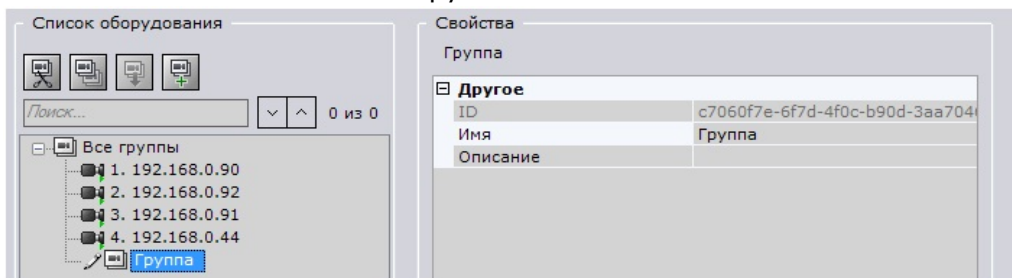 Список оборудования
Свойства
Группа
Поиск...
0 из 0
Другое
ID
c7060f7e-6f7d-4f0c-b90d-3aa704
Имя
Группа
Описание
Все группы
1. 192.168.0.90
2. 192.168.0.92
3. 192.168.0.91
4. 192.168.0.44
Группа